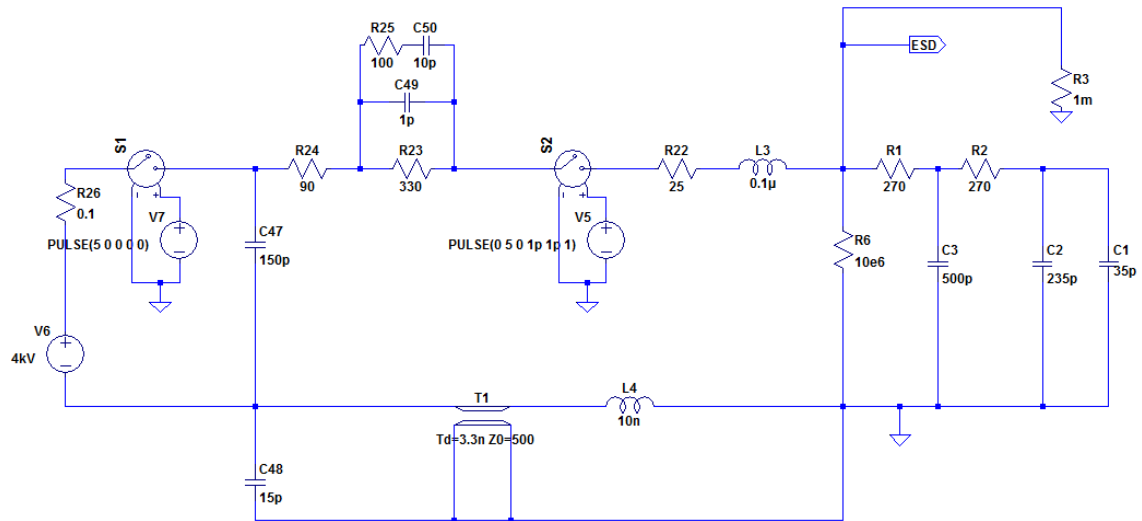 R25
C50
100
10p
C49
1p
ESD
R3
1m
S1
R24
90
R23
330
S2
R22
25
L3
0.1µ
R1
270
R2
270
R26
0.1
V7
PULSE(5 0 0 0 0)
V5
PULSE(0 5 0 1p 1p 1)
C47
150p
R6
10e6
C3
500p
C2
235p
C1
35p
V6
4kV
T1
Td=3.3n Z0=500
L4
10n
C48
15p